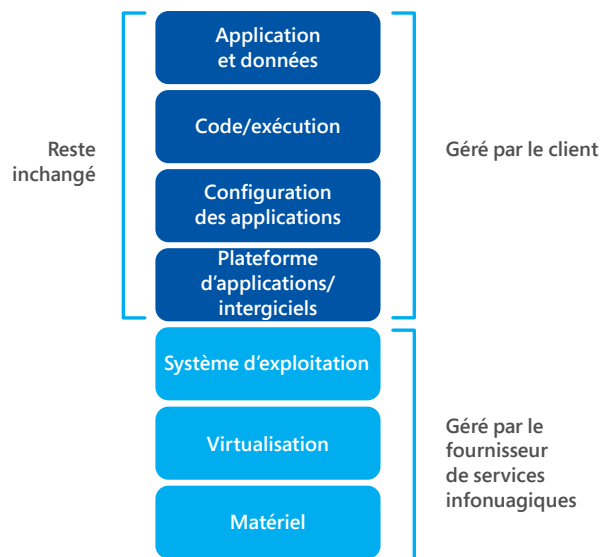 Application
et données
Code/exécution
Reste
inchangé
Géré par le client
Configuration
des applications
Plateforme
d'applications/
intergiciels
Système d'exploitation
Virtualisation
Géré par le
fournisseur
de services
infonuagiques
Matériel